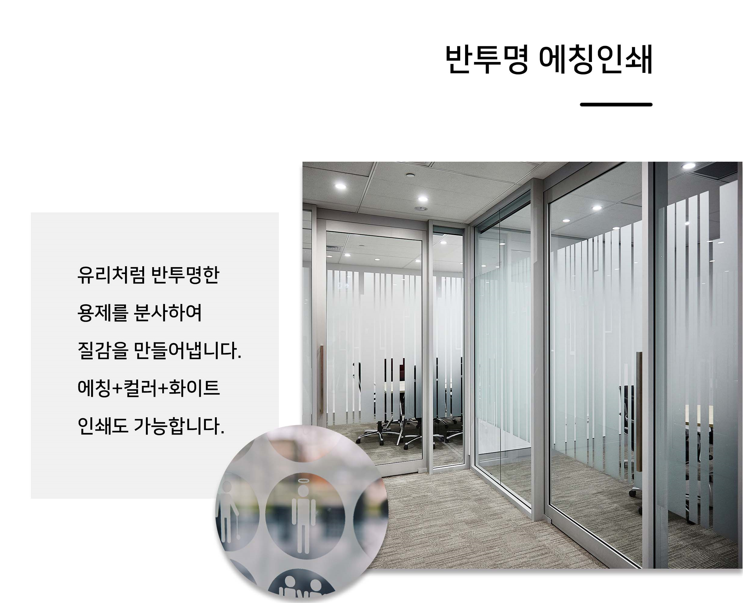 반투명 에칭인쇄
유리처럼 반투명한
용제를 분사하여
질감을 만들어냅니다.
에칭+컬러+화이트
인쇄도 가능합니다.